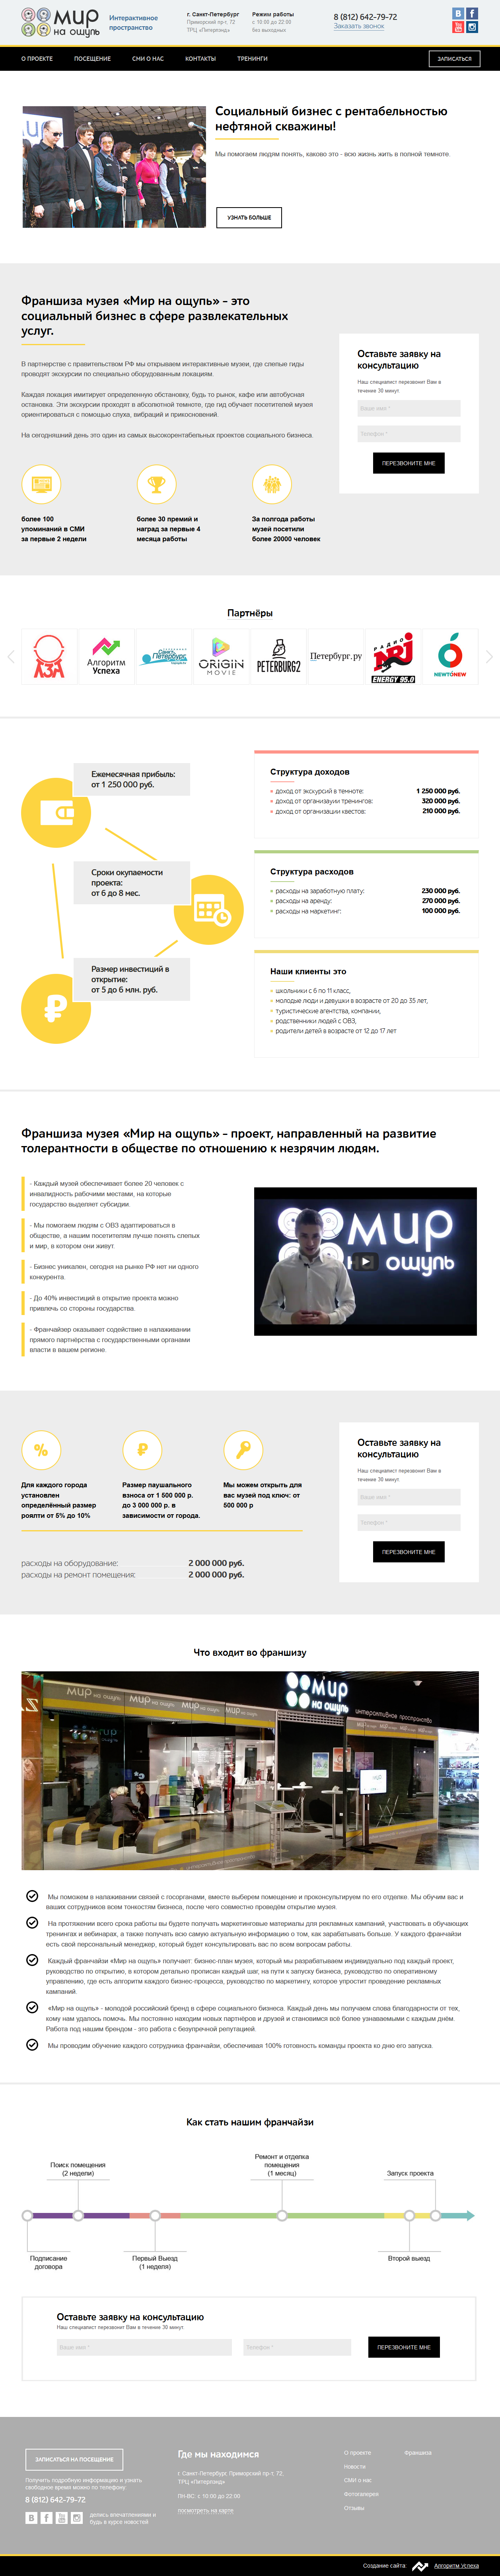 Мир на ощупь
Интерактивное
пространство
г. Санкт-Петербург
Приморский пр-т, 72
ТРЦ «Питерлэнд»
Режим работы
с 10:00 до 22:00
без выходных
8 (812) 642-79-72
Заказать звонок
О ПРОЕКТЕ ПОСЕЩЕНИЕ СМИ О НАС КОНТАКТЫ ТРЕНИНГИ ЗАПИСАТЬСЯ
Социальный бизнес с рентабельностью
нефтяной скважины!
Мы помогаем людям понять, каково это - всю жизнь жить в полной темноте.
УЗНАТЬ БОЛЬШЕ
Франшиза музея «Мир на ощупь» - это
социальный бизнес в сфере развлекательных
услуг.
В партнерстве с правительством РФ мы открываем интерактивные музеи, где слепые гиды
проводят экскурсии по специально оборудованным локациям.
Каждая локация имитирует определенную обстановку, будь то рынок, кафе или автобусная
остановка. Эти экскурсии проходят в абсолютной темноте, где гид обучает посетителей музея
ориентироваться с помощью слуха, вибраций и прикосновений.
На сегодняшний день это один из самых высокорентабельных проектов социального бизнеса.
более 100
упоминаний в СМИ
за первые 2 недели
более 30 премий и
наград за первые 4
месяца работы
За полгода работы
музей посетили
более 20000 человек
Оставьте заявку на
консультацию
Наш специалист перезвонит Вам в
течение 30 минут.
Ваше имя *
Телефон *
ПЕРЕЗВОНИТЕ МНЕ
Партнёры
Алгоритм
Успеха
Санкт-
Петербург
ORIGIN
MOVIE
PETERBURG2
Петербург.ру
РАДИО
NRJ
ENERGY 95.0
NEWTONEW
Ежемесячная прибыль:
от 1 250 000 руб.
Сроки окупаемости
проекта:
от 6 до 8 мес.
Размер инвестиций в
открытие:
от 5 до 6 млн. руб.
Структура доходов
доход от экскурсий в темноте: 1 250 000 руб.
доход от организации тренингов: 320 000 руб.
доход от организации квестов: 210 000 руб.
Структура расходов
расходы на заработную плату: 230 000 руб.
расходы на аренду: 270 000 руб.
расходы на маркетинг: 100 000 руб.
Наши клиенты это
школьники с 6 по 11 класс,
молодые люди и девушки в возрасте от 20 до 35 лет,
туристические агентства, компании,
родственники людей с ОВЗ,
родители детей в возрасте от 12 до 17 лет
Франшиза музея «Мир на ощупь» - проект, направленный на развитие
толерантности в обществе по отношению к незрячим людям.
- Каждый музей обеспечивает более 20 человек с
инвалидность рабочими местами, на которые
государство выделяет субсидии.
- Мы помогаем людям с ОВЗ адаптироваться в
обществе, а нашим посетителям лучше понять слепых
и мир, в котором они живут.
- Бизнес уникален, сегодня на рынке РФ нет ни одного
конкурента.
- До 40% инвестиций в открытие проекта можно
привлечь со стороны государства.
- Франчайзер оказывает содействие в налаживании
прямого партнёрства с государственными органами
власти в вашем регионе.
Мир
на ощупь
Для каждого города
установлен
определённый размер
роялти от 5% до 10%
Размер паушального
взноса от 1 500 000 р.
до 3 000 000 р. в
зависимости от города.
Мы можем открыть для
вас музей под ключ: от
500 000 р
расходы на оборудование: 2 000 000 руб.
расходы на ремонт помещения: 2 000 000 руб.
Оставьте заявку на
консультацию
Наш специалист перезвонит Вам в
течение 30 минут.
Ваше имя *
Телефон *
ПЕРЕЗВОНИТЕ МНЕ
Что входит во франшизу
Мир на ощупь
интерактивное пространство
Мы поможем в налаживании связей с госорганами, вместе выберем помещение и проконсультируем по его отделке. Мы обучим вас и
ваших сотрудников всем тонкостям бизнеса, после чего совместно проведём открытие музея.
На протяжении всего срока работы вы будете получать маркетинговые материалы для рекламных кампаний, участвовать в обучающих
тренингах и вебинарах, а также получать всю самую актуальную информацию о том, как зарабатывать больше. У каждого франчайзи
есть свой персональный менеджер, который будет консультировать вас по всем вопросам работы.
Каждый франчайзи «Мир на ощупь» получает: бизнес-план музея, который мы разрабатываем индивидуально под каждый проект,
руководство по открытию, в котором детально прописан каждый шаг, на пути к запуску бизнеса, руководство по оперативному
управлению, где есть алгоритм каждого бизнес-процесса, руководство по маркетингу, которое упростит проведение рекламных
кампаний.
«Мир на ощупь» - молодой российский бренд в сфере социального бизнеса. Каждый день мы получаем слова благодарности от тех,
кому нам удалось помочь. Мы постоянно находим новых партнёров и друзей и становимся всё более узнаваемыми с каждым днём.
Работа под нашим брендом - это работа с безупречной репутацией.
Мы проводим обучение каждого сотрудника франчайзи, обеспечивая 100% готовность команды проекта ко дню его запуска.
Как стать нашим франчайзи
Поиск помещения
(2 недели)
Ремонт и отделка
помещения
(1 месяц)
Запуск проекта
Подписание
договора
Первый Выезд
(1 неделя)
Второй выезд
Оставьте заявку на консультацию
Наш специалист перезвонит Вам в течение 30 минут.
Ваше имя *
Телефон *
ПЕРЕЗВОНИТЕ МНЕ
ЗАПИСАТЬСЯ НА ПОСЕЩЕНИЕ
Получить подробную информацию и узнать
свободное время можно по телефону
8 (812) 642-79-72
делись впечатлениями и
будь в курсе новостей
Где мы находимся
г. Санкт-Петербург. Приморский пр-т, 72,
ТРЦ «Питерлэнд»
ПН-ВС: с 10:00 до 22:00
посмотреть на карте
О проекте
Новости
СМИ о нас
Фотогалерея
Отзывы
Франшиза
Создание сайта: Алгоритм Успеха